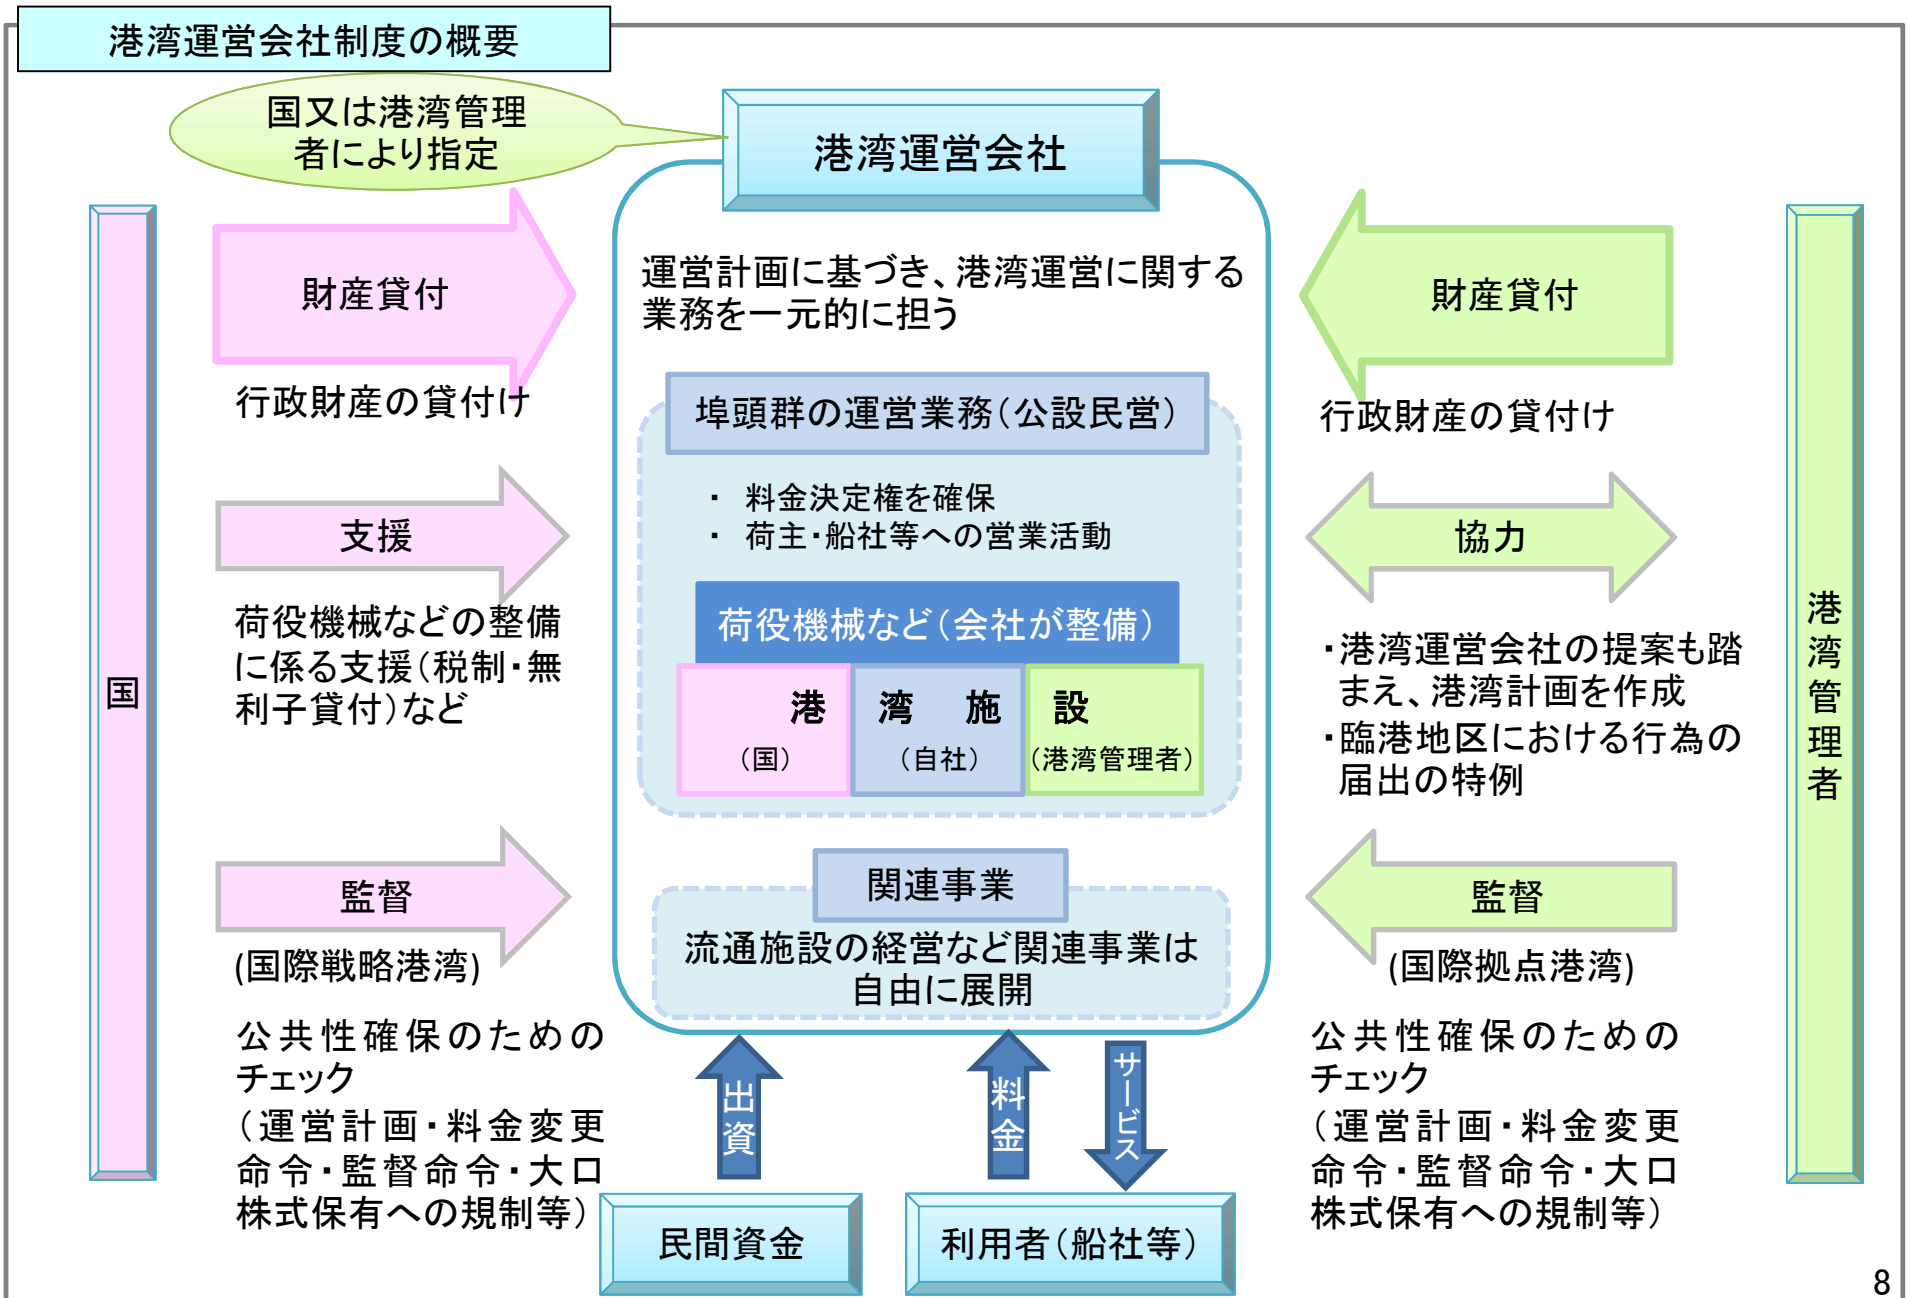 港湾運営会社制度の概要
国又は港湾管理
者により指定
港湾運営会社
運営計画に基づき、港湾運営に関する
業務を一元的に担う
国
財産貸付
行政財産の貸付け
支援
荷役機械などの整備
に係る支援（税制・無
利子貸付）など
監督
(国際戦略港湾)
公共性確保のための
チェック
（運営計画・料金変更
命令・監督命令・大口
株式保有への規制等）
埠頭群の運営業務（公設民営）
・ 料金決定権を確保
・ 荷主・船社等への営業活動
荷役機械など（会社が整備）
港 湾 施 設
（国） （自社） （港湾管理者）
関連事業
流通施設の経営など関連事業は
自由に展開
出資
料金
サービス
民間資金
利用者（船社等）
財産貸付
行政財産の貸付け
協力
・港湾運営会社の提案も踏
まえ、港湾計画を作成
・臨港地区における行為の
届出の特例
監督
(国際拠点港湾)
公共性確保のための
チェック
（運営計画・料金変更
命令・監督命令・大口
株式保有への規制等）
港湾管理者
8